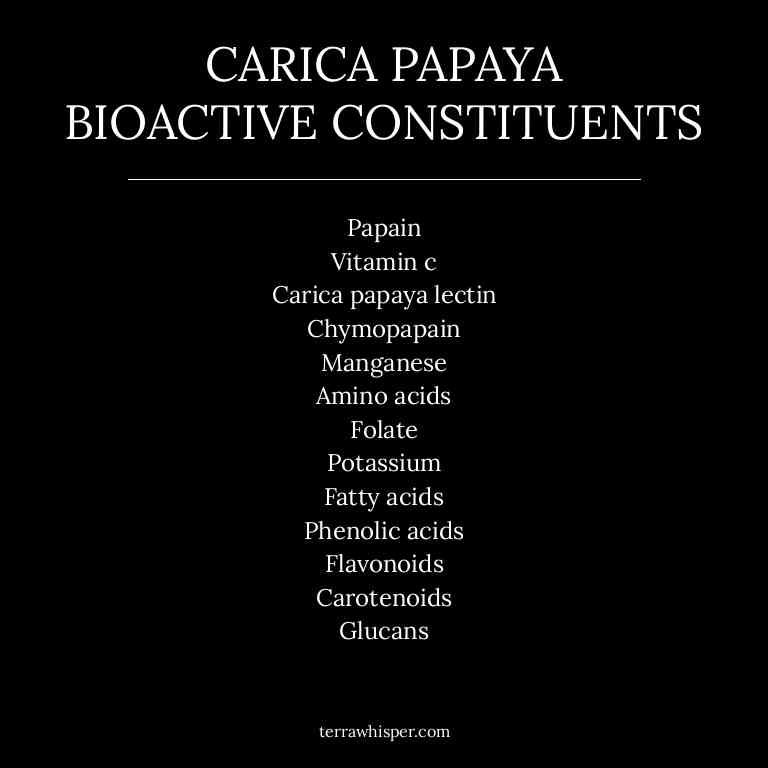 CARICA PAPAYA
BIOACTIVE CONSTITUENTS
Papain
Vitamin c
Carica papaya lectin
Chymopapain
Manganese
Amino acids
Folate
Potassium
Fatty acids
Phenolic acids
Flavonoids
Carotenoids
Glucans
terrawhisper.com